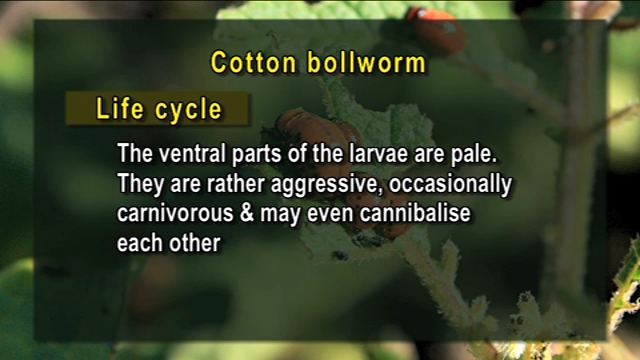 Cotton bollworm
Life cycle
The ventral parts of the larvae are pale.
They are rather aggressive, occasionally
carnivorous & may even cannibalise
each other